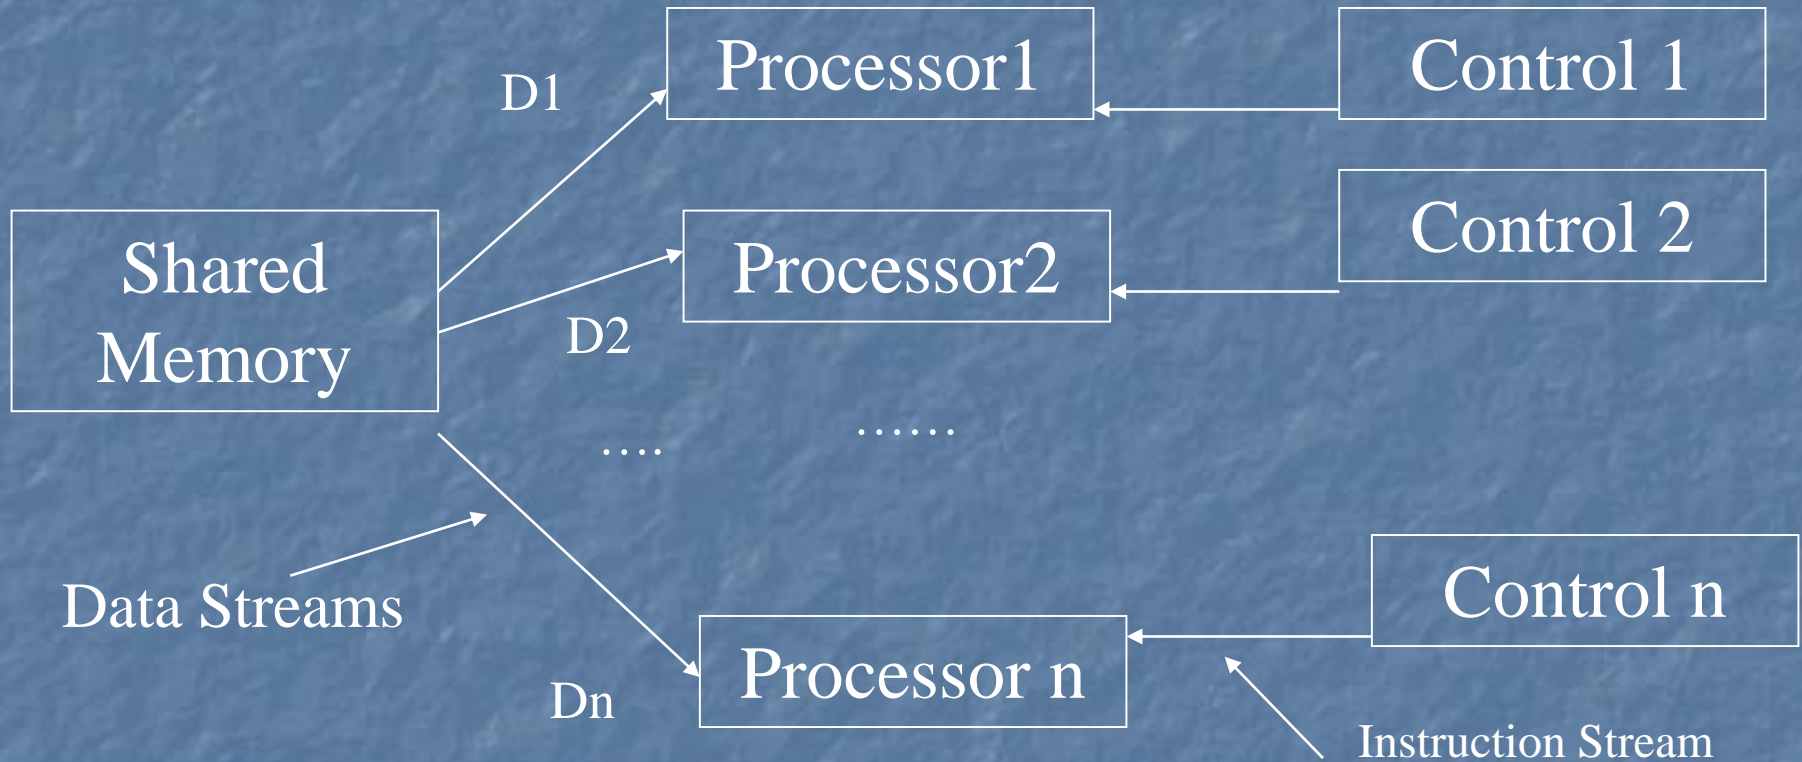 Processor1
Control 1
D1
Control 2
Shared
Memory
Processor2
D2
....
......
Data Streams
Control n
Processor n
Dn
Instruction Stream